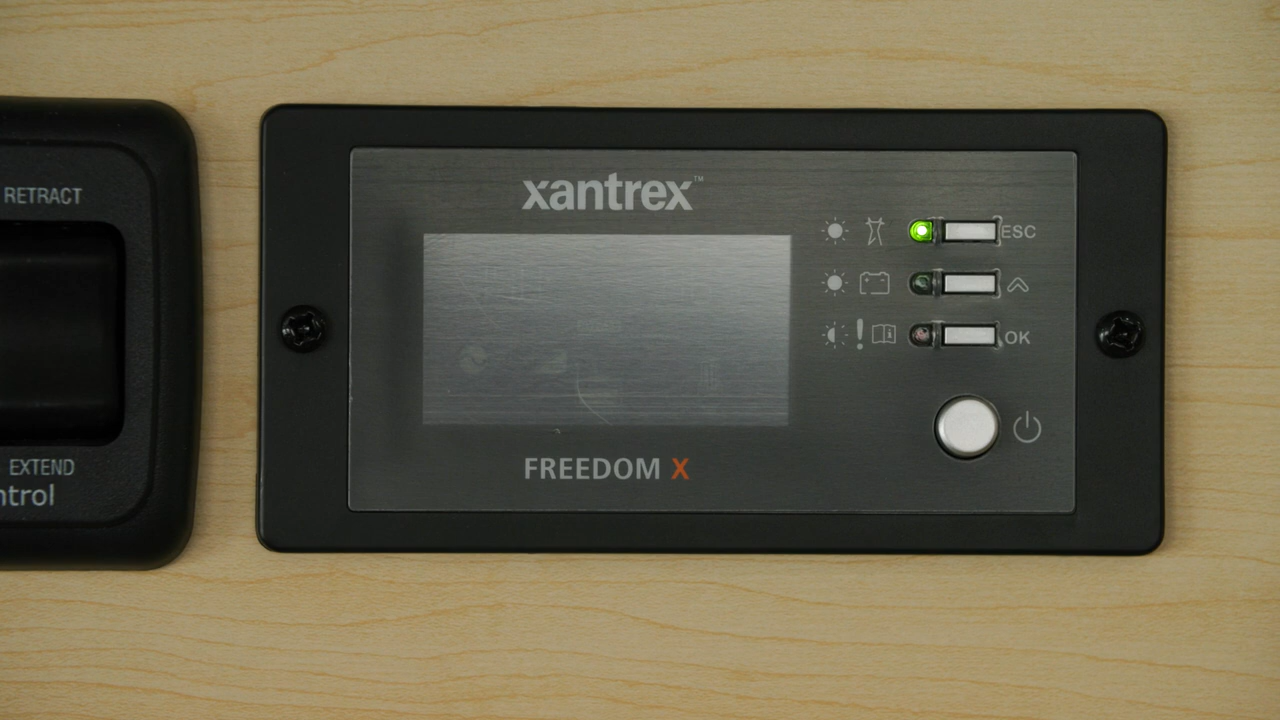 RETRACT
EXTEND
ntrol
xantrex™
ESC
OK
FREEDOM X